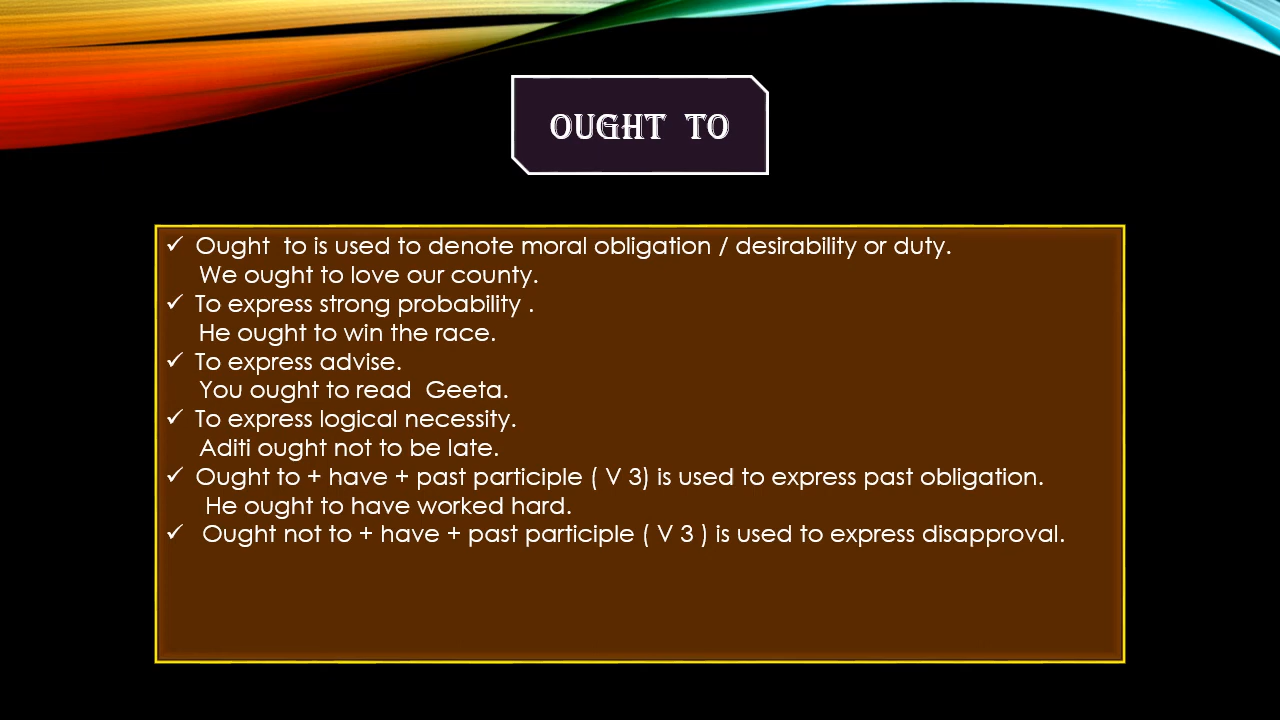 OUGHT TO
✓ Ought to is used to denote moral obligation / desirability or duty.
We ought to love our county.
✓ To express strong probability .
He ought to win the race.
✓ To express advise.
You ought to read Geeta.
✓ To express logical necessity.
Aditi ought not to be late.
✓ Ought to + have + past participle ( V 3) is used to express past obligation.
He ought to have worked hard.
✓ Ought not to + have + past participle ( V 3 ) is used to express disapproval.